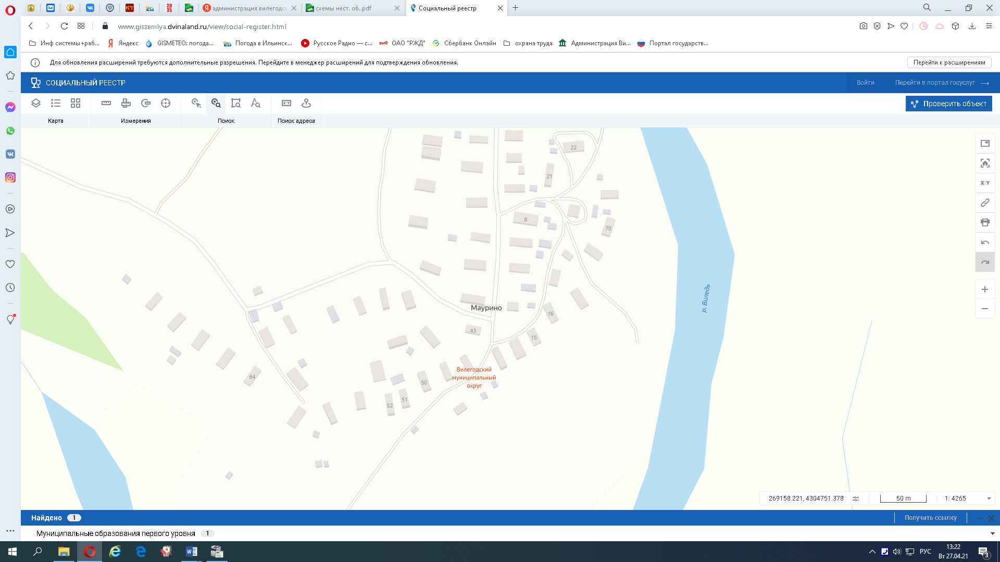 20
35
администрация вилегодс
схемы нест. об..pdf
Социальный реестр
www.giszemlya.dvinaland.ru/view/social-register.html
Инф системы+раб...
Яндекс
GISMETEO: погода...
Погода в Ильинск...
Русское Радио — с...
ОАО "РЖД"
Сбербанк Онлайн
охрана труда
Администрация Ви...
Портал государств...
Для обновления расширений требуются дополнительные разрешения. Перейдите в менеджер расширений для подтверждения обновления.
Перейти к расширениям
СОЦИАЛЬНЫЙ РЕЕСТР
Войти
Перейти в портал госуслуг
Проверить объект
Карта
Измерения
Поиск
Поиск адреса
X:Y
22
21
8
70
16
15
Маурино
43
р. Виледь
64
50
51
52
Вилегодский
муниципальный
округ
269158.221, 4304751.378
50 m
1: 4265
Найдено 1
Получить ссылку
Муниципальные образования первого уровня 1
РУС
13:22
Вт 27.04.21
3